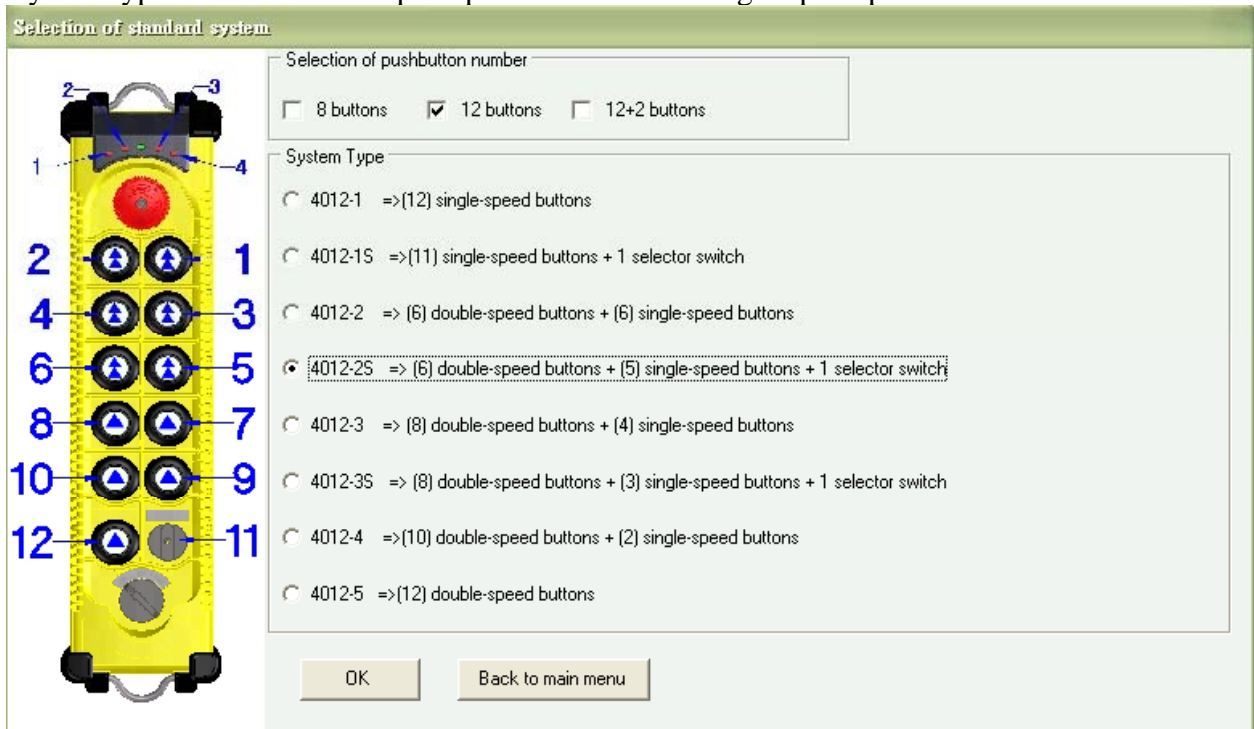 Selection of standard system
Selection of pushbutton number
8 buttons 12 buttons 12+2 buttons
System Type
4012-1 =>(12) single-speed buttons
4012-1S =>(11) single-speed buttons + 1 selector switch
4012-2 => (6) double-speed buttons + (6) single-speed buttons
4012-2S => (6) double-speed buttons + (5) single-speed buttons + 1 selector switch
4012-3 => (8) double-speed buttons + (4) single-speed buttons
4012-3S => (8) double-speed buttons + (3) single-speed buttons + 1 selector switch
4012-4 =>(10) double-speed buttons + (2) single-speed buttons
4012-5 =>(12) double-speed buttons
OK Back to main menu
2 3
1 4
2 1
4 3
6 5
8 7
10 9
12 11